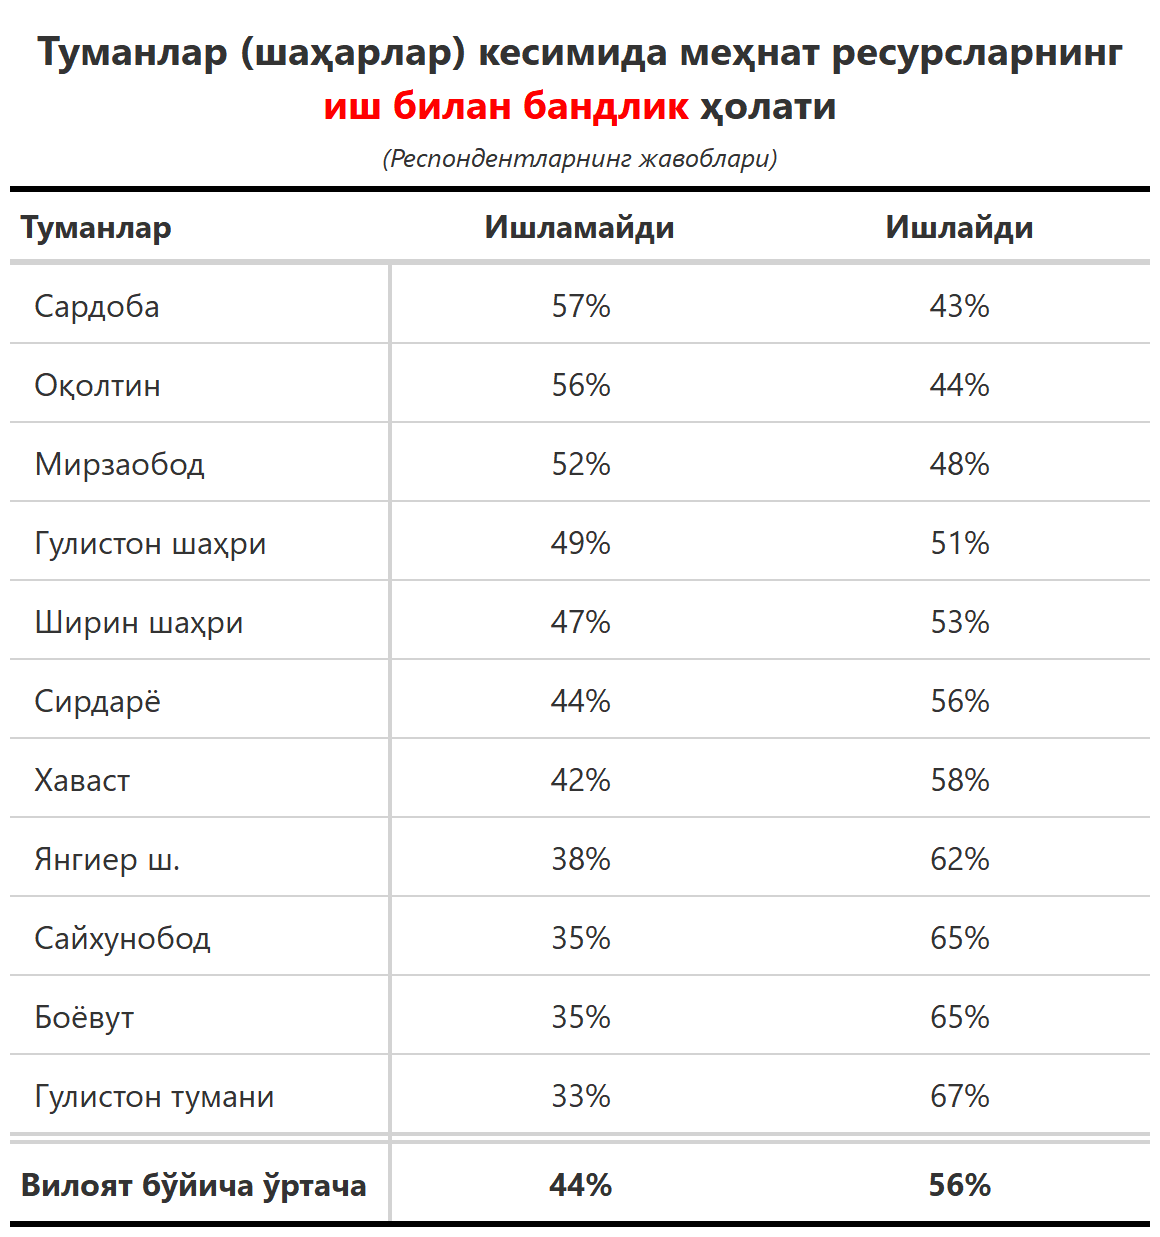 Туманлар (шаҳарлар) кесимида меҳнат ресурсларнинг
иш билан бандлик ҳолати
(Респондентларнинг жавоблари)
Туманлар Ишламайди Ишлайди
Сардоба 57% 43%
Оқолтин 56% 44%
Мирзаобод 52% 48%
Гулистон шаҳри 49% 51%
Ширин шаҳри 47% 53%
Сирдарё 44% 56%
Хаваст 42% 58%
Янгиер ш. 38% 62%
Сайхунобод 35% 65%
Боёвут 35% 65%
Гулистон тумани 33% 67%
Вилоят бўйича ўртача 44% 56%